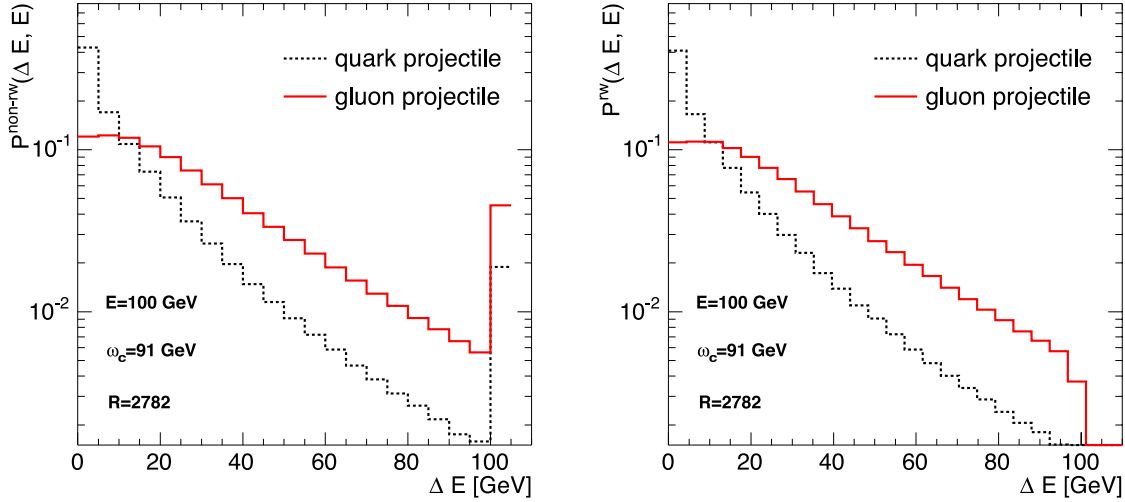 P^non-rw(Δ E, E)
10^-1
10^-2
quark projectile
gluon projectile
E=100 GeV
ω_c=91 GeV
R=2782
0 20 40 60 80 100
Δ E [GeV]
P^rw(Δ E, E)
10^-1
10^-2
quark projectile
gluon projectile
E=100 GeV
ω_c=91 GeV
R=2782
0 20 40 60 80 100
Δ E [GeV]